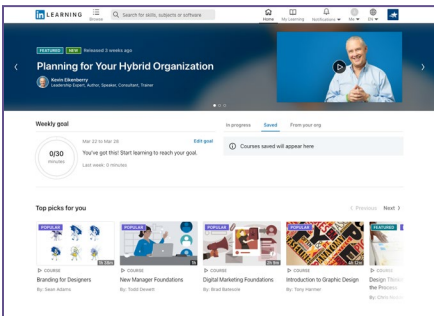 in LEARNING
Browse
Search for skills, subjects or software
Home
My Learning
Notifications
Me
EN
FEATURED NEW Released 3 weeks ago
Planning for Your Hybrid Organization
Kevin Eikenberry
Leadership Expert, Author, Speaker, Consultant, Trainer
Weekly goal
0/30
minutes
Mar 22 to Mar 28
Edit goal
You've got this! Start learning to reach your goal.
Last week: 0 minutes
In progress Saved From your org
Courses saved will appear here
Top picks for you
Previous Next
POPULAR
1h 33m
COURSE
Branding for Designers
By: Sean Adams
POPULAR
1h
COURSE
New Manager Foundations
By: Todd Dewett
POPULAR
COURSE
Digital Marketing Foundations
By: Brad Batesole
POPULAR
COURSE
Introduction to Graphic Design
By: Tony Harmer
FEATURED
COURSE
Design Think
the Process
By: Chris